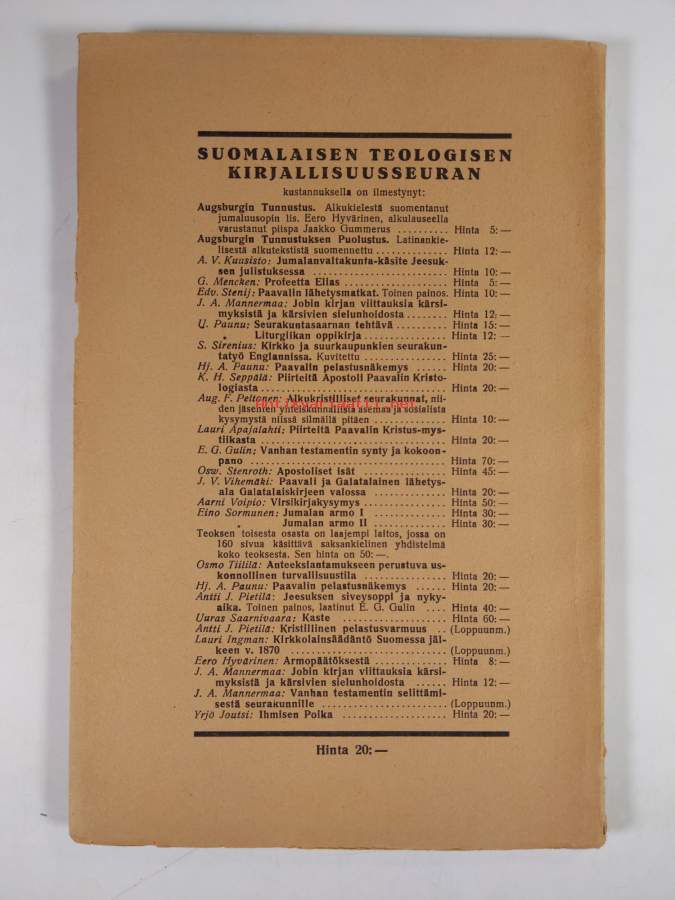 SUOMALAISEN TEOLOGISEN
KIRJALLISUUSSEURAN
kustannuksella on ilmestynyt:
Augsburgin Tunnustus. Alkukielestä suomentanut
jumaluusopin lis. Eero Hyvärinen, alkulauseella
varustanut piispa Jaakko Gummerus .......... Hinta 5: —
Augsburgin Tunnustuksen Puolustus. Latinankie-
lisestä alkutekstistä suomennettu ............... Hinta 12: —
A. V. Kuusisto: Jumalanvaltakunta-käsite Jeesuk-
sen julistuksessa .................... Hinta 10: —
G. Mencken: Profeetta Elias ................ Hinta 5: —
Edv. Stenij: Paavalin lähetysmatkat. Toinen painos. Hinta 10: —
J. A. Mannermaa: Jobin kirjan viittauksia kärsi-
myksistä ja kärsivien sielunhoidosta ........ Hinta 12: —
U. Paunu: Seurakuntasaarnan tehtävä .......... Hinta 15: —
Liturgiikan oppikirja ................ Hinta 12: —
S. Sirenius: Kirkko ja suurkaupunkien seurakun-
tatyö Englannissa. Kuvitettu .................. Hinta 25: —
Hj. A. Paunu: Paavalin pelastusnäkemys ...... Hinta 20: —
K. H. Seppälä: Piirteitä Apostoli Paavalin Kristo-
logiasta ................................ Hinta 20: —
Aug. F. Peltonen: Alkukristilliset seurakunnat, nii-
antikvariaatti.net
den jäsenten yhteiskunnallista asemaa ja sosialista
kysymystä niissä silmällä pitäen ............ Hinta 10: —
Lauri Apajalahti: Piirteitä Paavalin Kristus-mys-
tiikasta ................................ Hinta 20: —
E. G. Gulin: Vanhan testamentin synty ja kokoon-
pano .................................. Hinta 70: —
Osw. Stenroth: Apostoliset isät .............. Hinta 45: —
J. V. Vihemäki: Paavali ja Galatalainen lähetys-
ala Galatalaiskirjeen valossa .............. Hinta 20: —
Aarni Voipio: Virsikirjakysymys .............. Hinta 50: —
Eino Sormunen: Jumalan armo I .............. Hinta 30: —
Jumalan armo II .............. Hinta 30: —
Teoksen toisesta osasta on laajempi laitos, jossa on
160 sivua käsittävä saksankielinen yhdistelmä
koko teoksesta. Sen hinta on 50: —.
Osmo Tiililä: Anteeksiantamukseen perustuva us-
konnollinen turvallisuustila ................ Hinta 20: —
Hj. A. Paunu: Paavalin pelastusnäkemys ...... Hinta 20: —
Antti J. Pietilä: Jeesuksen siveysoppi ja nyky-
aika. Toinen painos, laatinut E. G. Gulin .... Hinta 40: —
Uuras Saarnivaara: Kaste .................... Hinta 60: —
Antti J. Pietilä: Kristillinen pelastusvarmuus .. (Loppuunm.)
Lauri Ingman: Kirkkolainsäädäntö Suomessa jäl-
keen v. 1870 ........................ (Loppuunm.)
Eero Hyvärinen: Armopäätöksestä .............. Hinta 8: —
J. A. Mannermaa: Jobin kirjan viittauksia kärsi-
myksistä ja kärsivien sielunhoidosta ...... Hinta 12: —
J. A. Mannermaa: Vanhan testamentin selittämi-
sestä seurakunnille ...................... (Loppuunm.)
Yrjö Joutsi: Ihmisen Poika .................. Hinta 20: —
Hinta 20: —